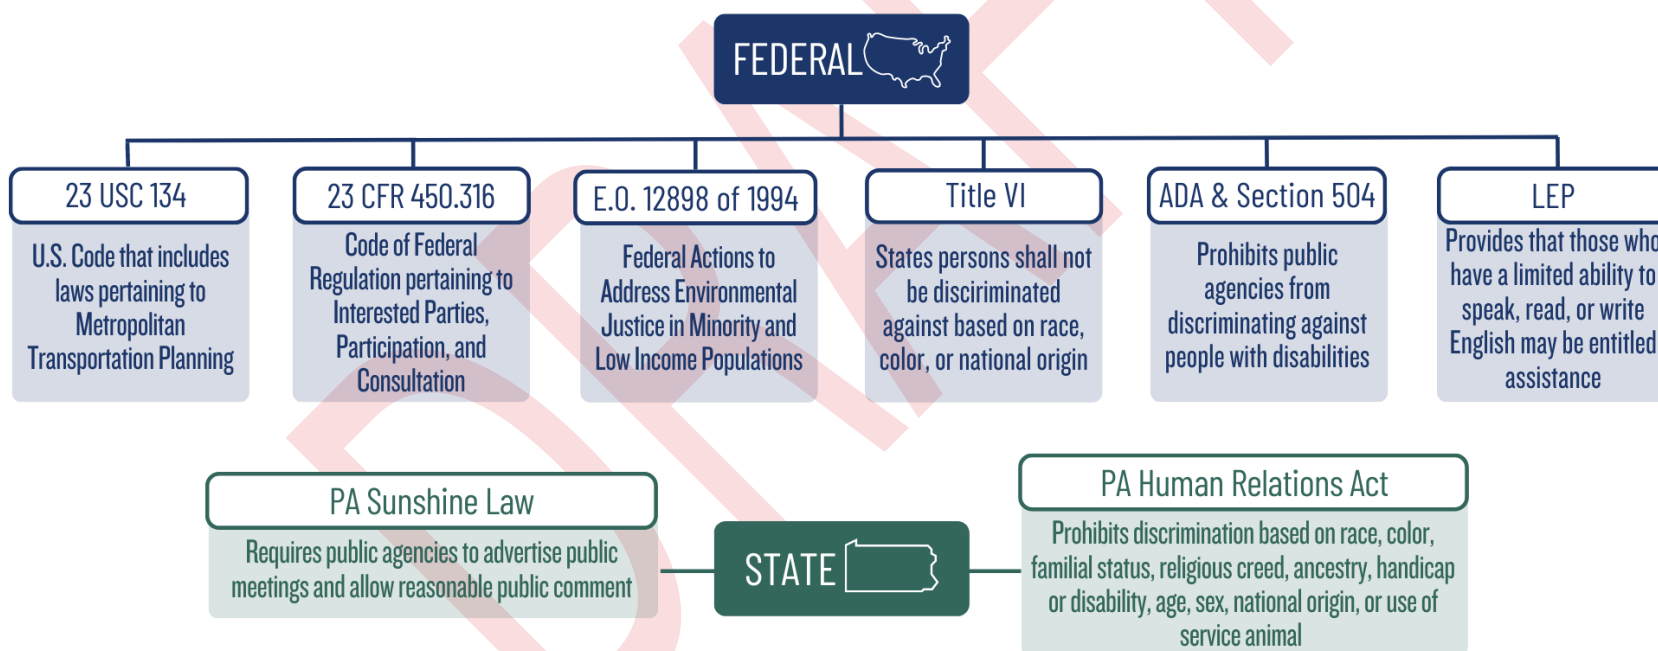 FEDERAL
23 USC 134
U.S. Code that includes
laws pertaining to
Metropolitan
Transportation Planning
23 CFR 450.316
Code of Federal
Regulation pertaining to
Interested Parties,
Participation, and
Consultation
E.O. 12898 of 1994
Federal Actions to
Address Environmental
Justice in Minority and
Low Income Populations
Title VI
States persons shall not
be disciriminated
against based on race,
color, or national origin
ADA & Section 504
Prohibits public
agencies from
discriminating against
people with disabilities
LEP
Provides that those who
have a limited ability to
speak, read, or write
English may be entitled
assistance
PA Sunshine Law
Requires public agencies to advertise public
meetings and allow reasonable public comment
STATE
PA Human Relations Act
Prohibits discrimination based on race, color,
familial status, religious creed, ancestry, handicap
or disability, age, sex, national origin, or use of
service animal
DRAFT